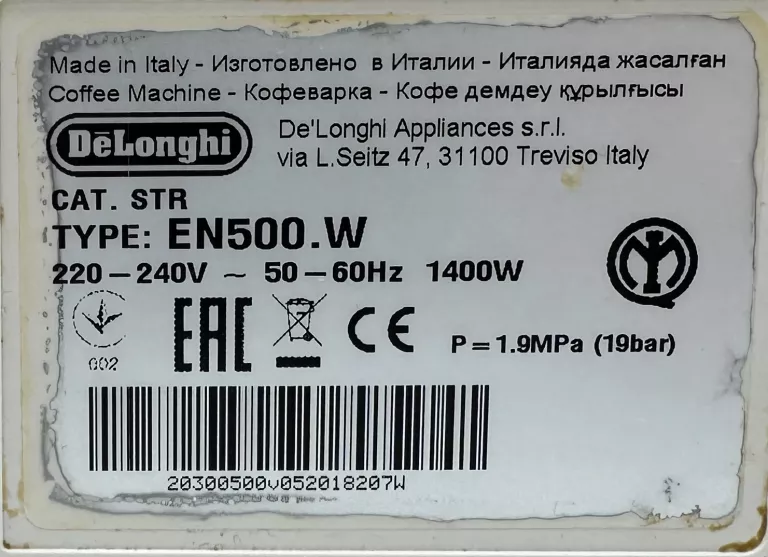 Made in Italy - Изготовлено в Италии - Италияда жасалған
Coffee Machine - Кофеварка - Кофе демдеу құрылғысы
DēLonghi
De'Longhi Appliances s.r.l.
via L.Seitz 47, 31100 Treviso Italy
CAT. STR
TYPE: EN500.W
220–240V ~ 50–60Hz 1400W
002
EAC
CE
P=1.9MPa (19bar)
20300500v052018207W